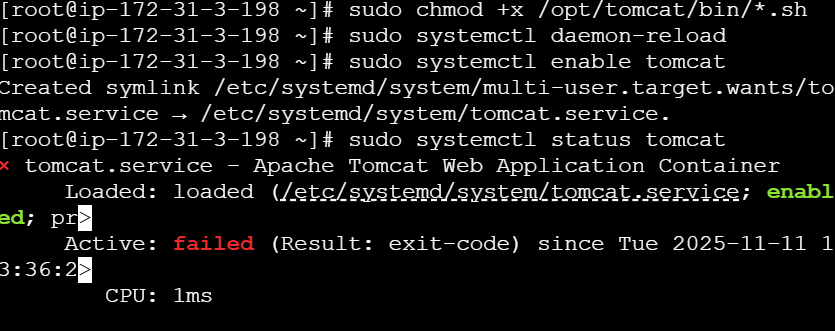 [root@ip-172-31-3-198 ~]# sudo chmod +x /opt/tomcat/bin/*.sh
[root@ip-172-31-3-198 ~]# sudo systemctl daemon-reload
[root@ip-172-31-3-198 ~]# sudo systemctl enable tomcat
Created symlink /etc/systemd/system/multi-user.target.wants/to
mcat.service → /etc/systemd/system/tomcat.service.
[root@ip-172-31-3-198 ~]# sudo systemctl status tomcat
× tomcat.service - Apache Tomcat Web Application Container
     Loaded: loaded (/etc/systemd/system/tomcat.service; enabl
ed; pr>
     Active: failed (Result: exit-code) since Tue 2025-11-11 1
3:36:2>
        CPU: 1ms